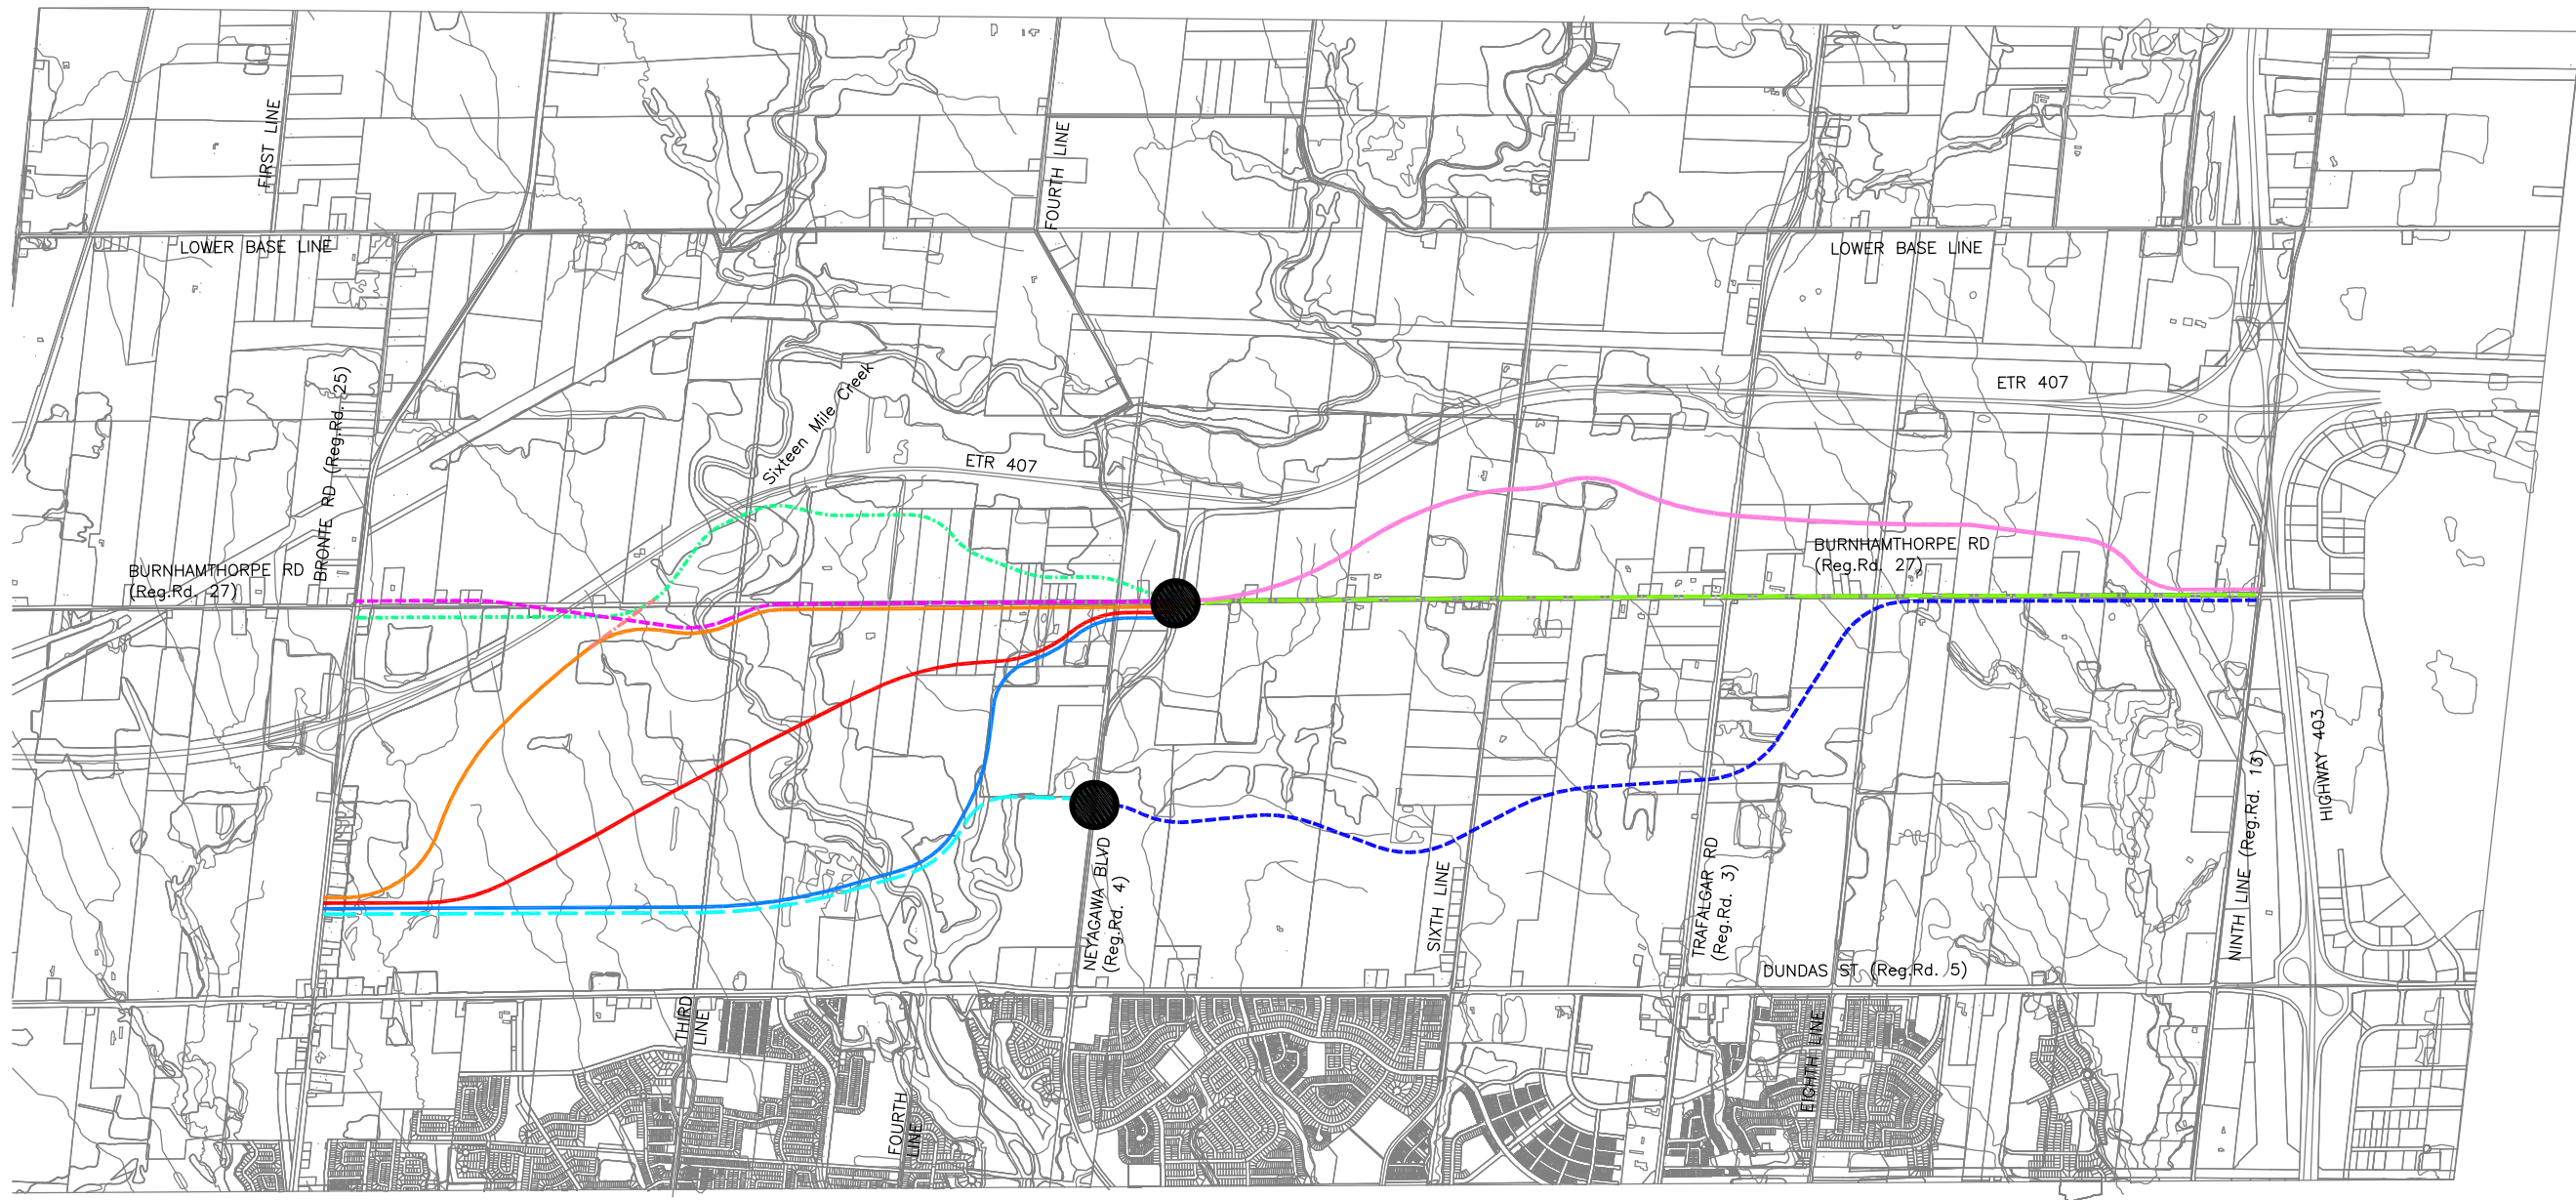 FIRST LINE
FOURTH LINE
LOWER BASE LINE
LOWER BASE LINE
ETR 407
Sixteen Mile Creek
BRONTE RD (Reg.Rd. 25)
ETR 407
BURNHAMTHORPE RD
(Reg.Rd. 27)
BURNHAMTHORPE RD
(Reg.Rd. 27)
HIGHWAY 403
NINTH LINE (Reg.Rd. 13)
NEYAGAWA BLVD
(Reg.Rd. 4)
SIXTH LINE
TRAFALGAR RD
(Reg.Rd. 3)
DUNDAS ST (Reg.Rd. 5)
THIRD
LINE
EIGHTH LINE
FOURTH
LINE